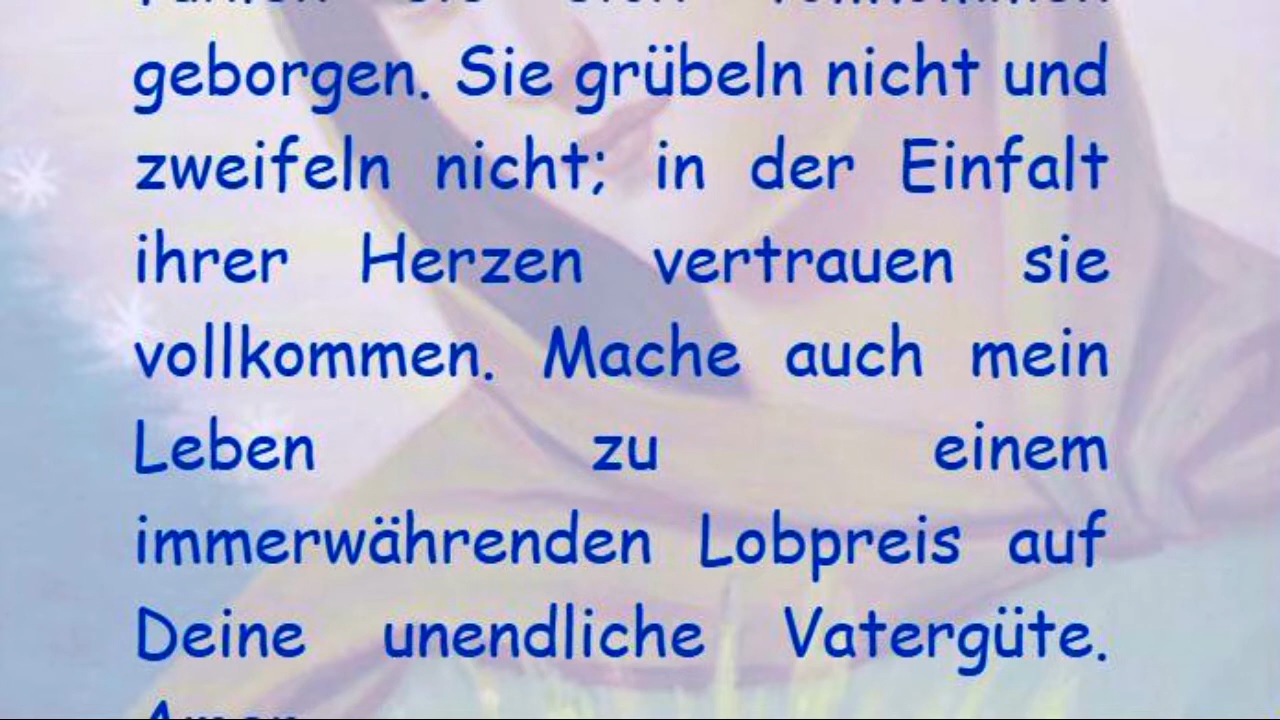 geborgen. Sie grübeln nicht und
zweifeln nicht; in der Einfalt
ihrer Herzen vertrauen sie
vollkommen. Mache auch mein
Leben zu einem
immerwährenden Lobpreis auf
Deine unendliche Vatergüte.